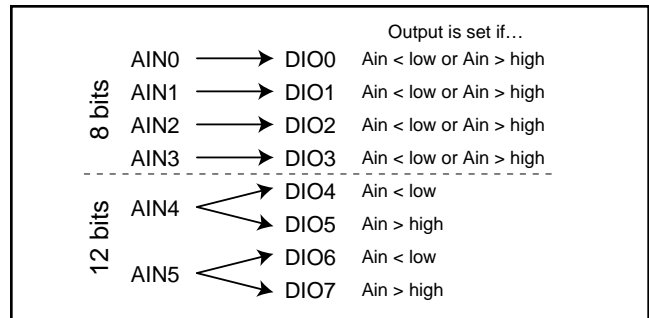 Output is set if…
8 bits
AIN0 DIO0 Ain < low or Ain > high
AIN1 DIO1 Ain < low or Ain > high
AIN2 DIO2 Ain < low or Ain > high
AIN3 DIO3 Ain < low or Ain > high
12 bits
AIN4 DIO4 Ain < low
DIO5 Ain > high
AIN5 DIO6 Ain < low
DIO7 Ain > high